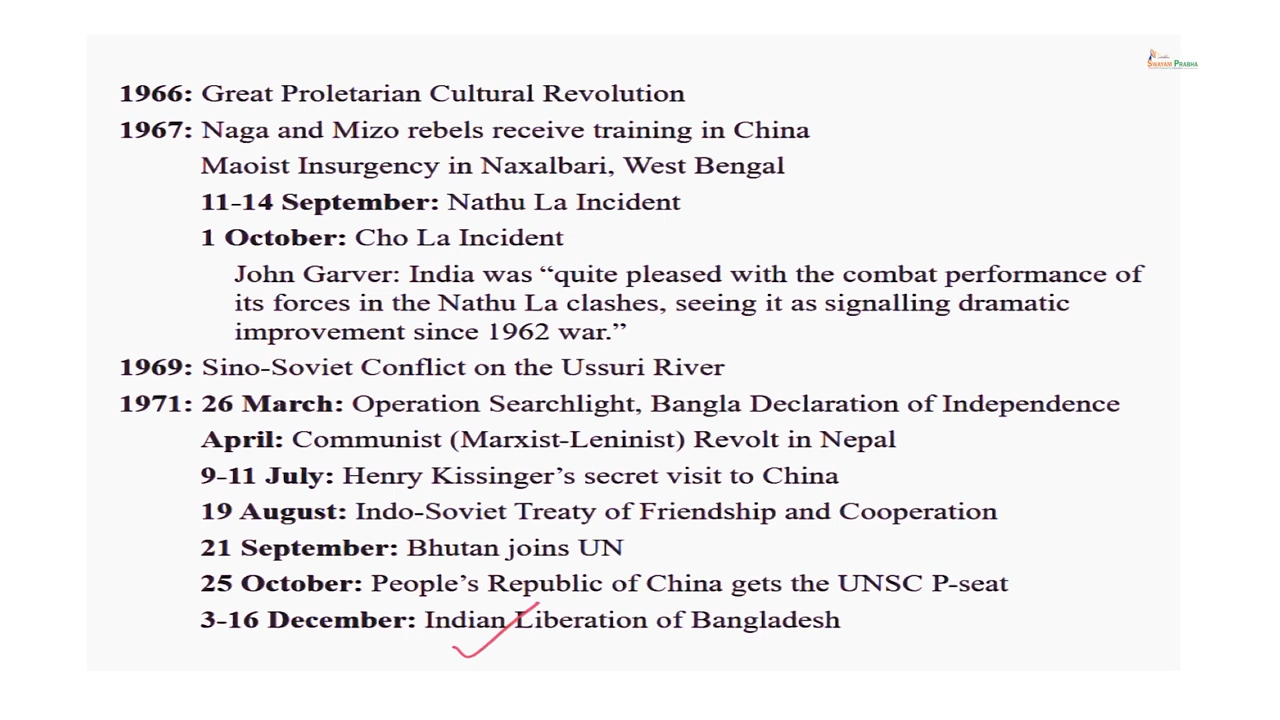 SWAYAM PRABHA
1966: Great Proletarian Cultural Revolution
1967: Naga and Mizo rebels receive training in China
Maoist Insurgency in Naxalbari, West Bengal
11-14 September: Nathu La Incident
1 October: Cho La Incident
John Garver: India was “quite pleased with the combat performance of
its forces in the Nathu La clashes, seeing it as signalling dramatic
improvement since 1962 war.”
1969: Sino-Soviet Conflict on the Ussuri River
1971: 26 March: Operation Searchlight, Bangla Declaration of Independence
April: Communist (Marxist-Leninist) Revolt in Nepal
9-11 July: Henry Kissinger’s secret visit to China
19 August: Indo-Soviet Treaty of Friendship and Cooperation
21 September: Bhutan joins UN
25 October: People’s Republic of China gets the UNSC P-seat
3-16 December: Indian Liberation of Bangladesh